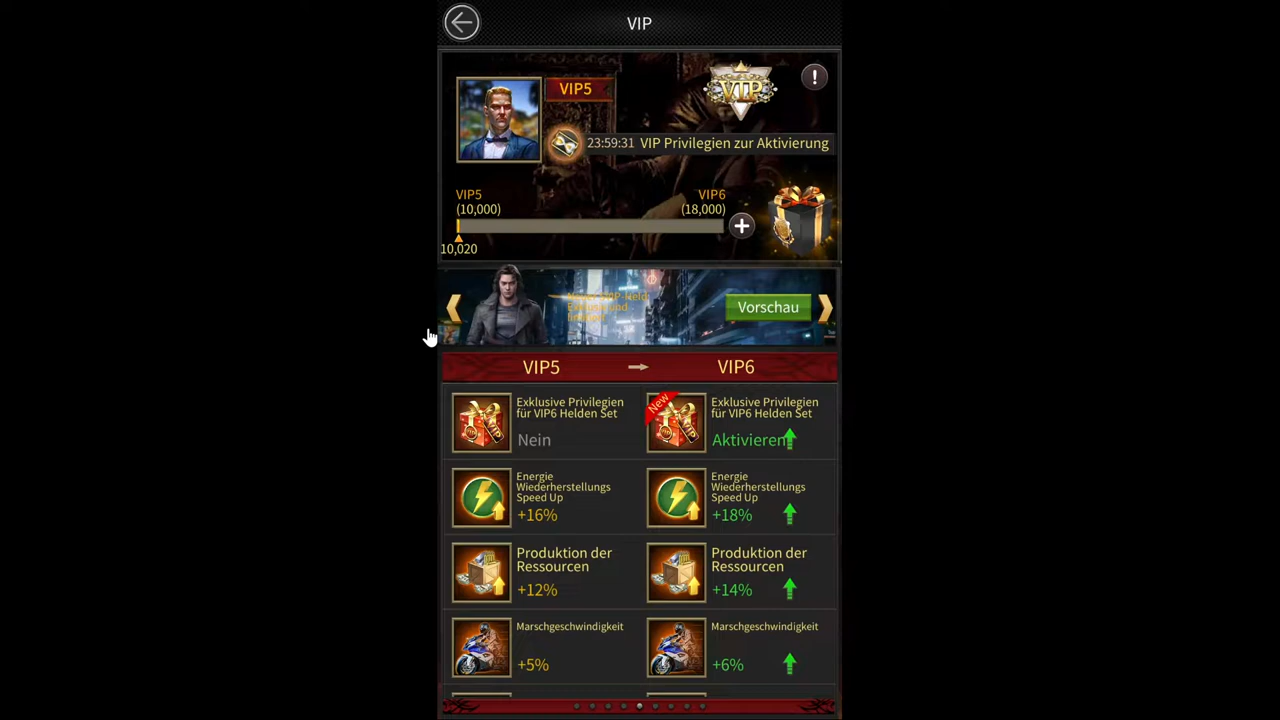 VIP
VIP5
VIP
!
23:59:31 VIP Privilegien zur Aktivierung
VIP5
VIP6
(10,000)
(18,000)
10,020
Vorschau
VIP5
VIP6
Exklusive Privilegien
für VIP6 Helden Set
Nein
New
Exklusive Privilegien
für VIP6 Helden Set
Aktivieren
Energie
Wiederherstellungs
Speed Up
+16%
Energie
Wiederherstellungs
Speed Up
+18%
Produktion der
Ressourcen
+12%
Produktion der
Ressourcen
+14%
Marschgeschwindigkeit
+5%
Marschgeschwindigkeit
+6%